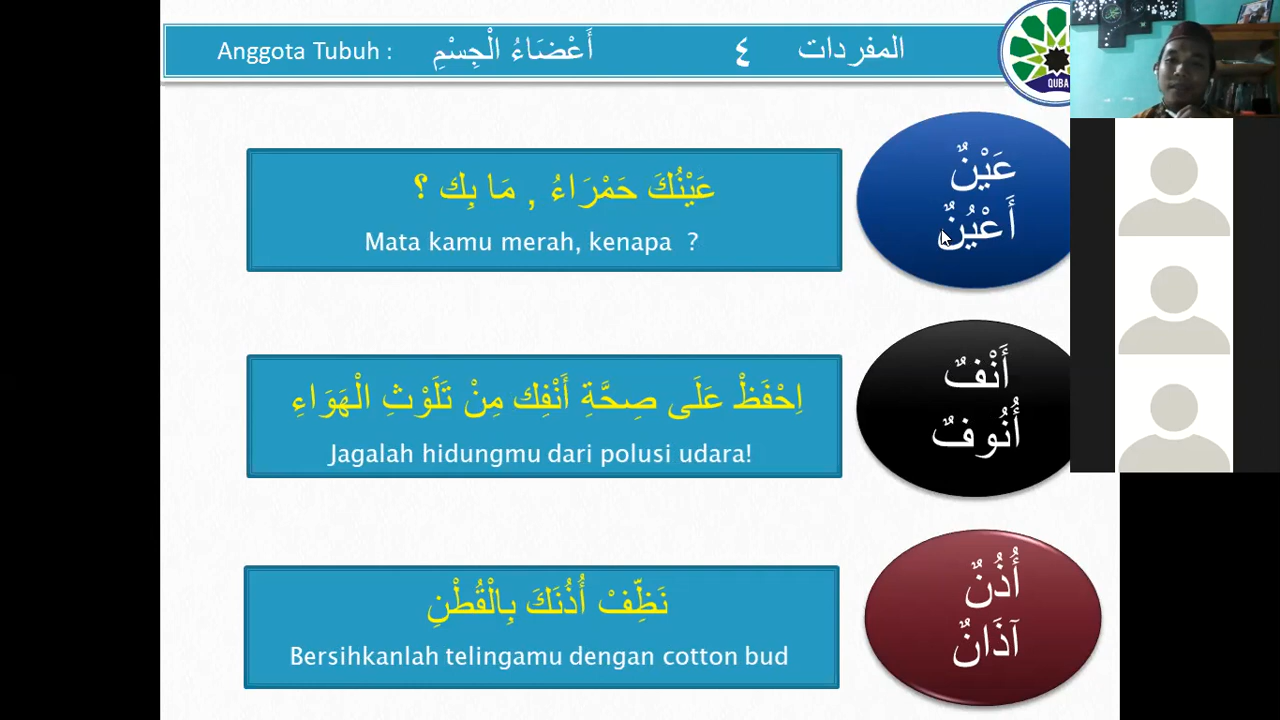 Anggota Tubuh : أَعْضَاءُ الْجِسْمِ ٤ المفردات
QUBA
عَيْنٌ
أَعْيُنٌ
عَيْنُكَ حَمْرَاءُ , مَا بِك ؟
Mata kamu merah, kenapa ?
أَنْفٌ
أُنُوفٌ
اِحْفَظْ عَلَى صِحَّةِ أَنْفِك مِنْ تَلَوْثِ الْهَوَاءِ
Jagalah hidungmu dari polusi udara!
أُذُنٌ
آذَانٌ
نَظِّفْ أُذُنَكَ بِالْقُطْنِ
Bersihkanlah telingamu dengan cotton bud